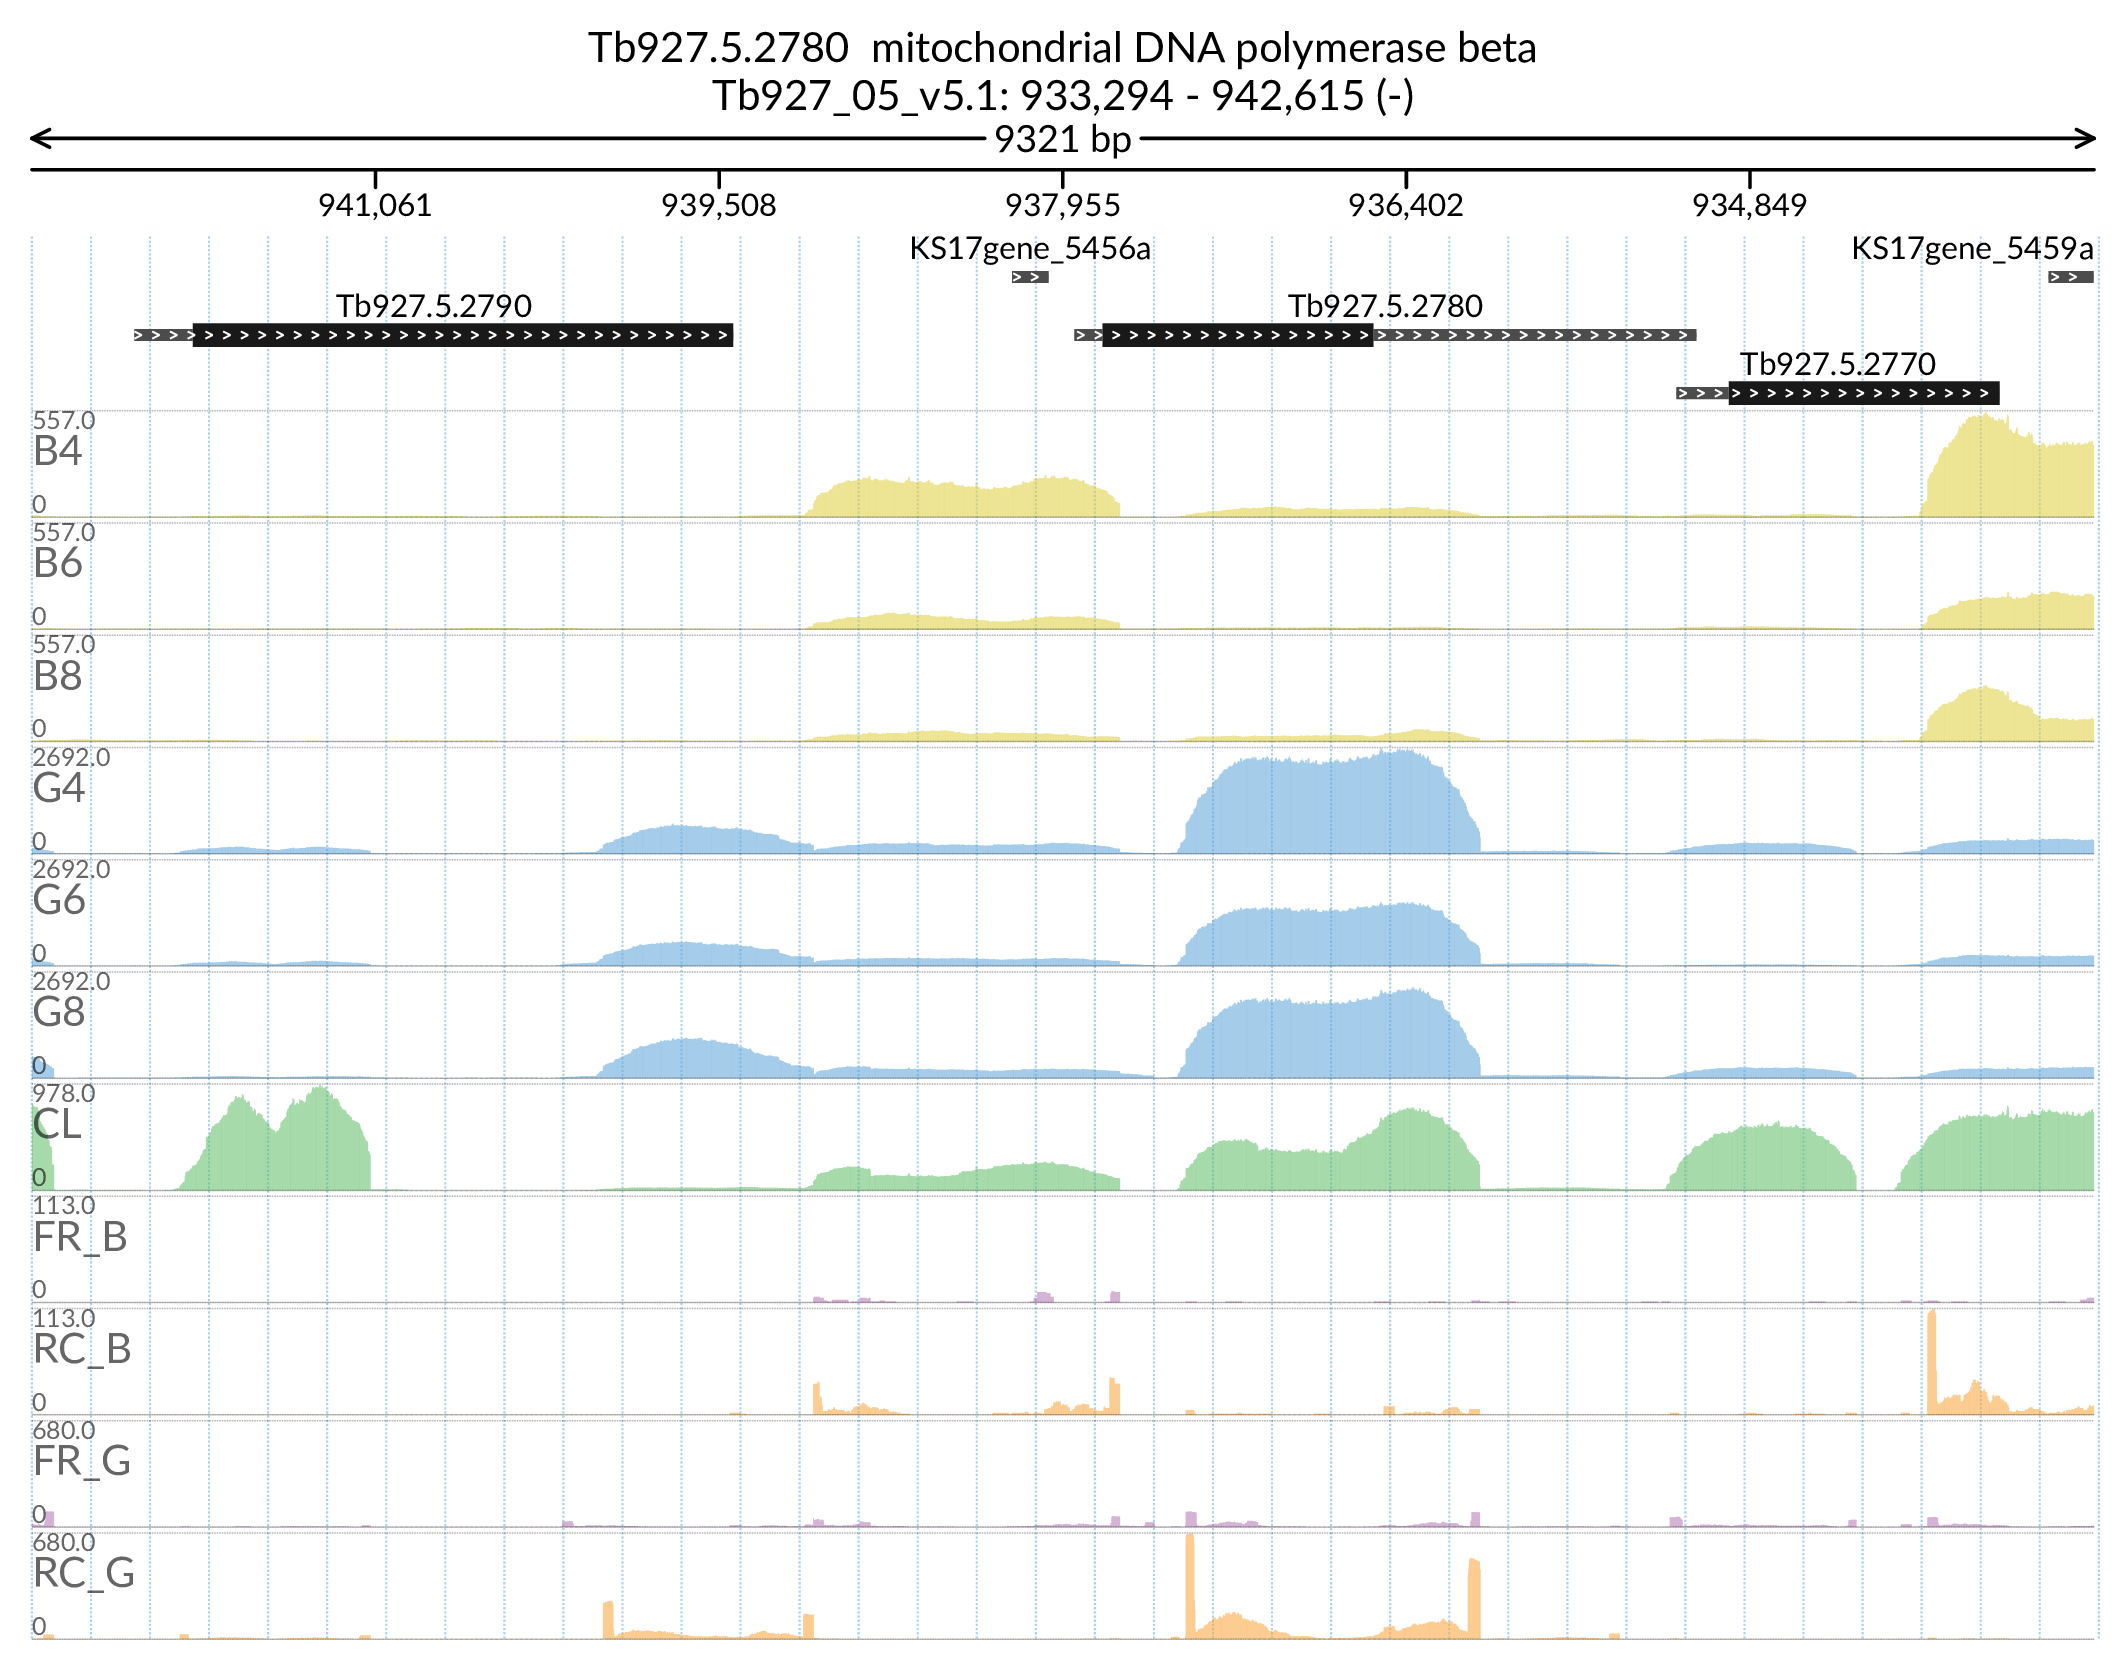 Tb927.5.2780  mitochondrial DNA polymerase beta
Tb927_05_v5.1: 933,294 - 942,615 (-)
9321 bp
941,061 939,508 937,955 936,402 934,849
KS17gene_5456a KS17gene_5459a
Tb927.5.2790 Tb927.5.2780
Tb927.5.2770
557.0
B4
0
557.0
B6
0
557.0
B8
0
2692.0
G4
0
2692.0
G6
0
2692.0
G8
0
978.0
CL
0
113.0
FR_B
0
113.0
RC_B
0
680.0
FR_G
0
680.0
RC_G
0